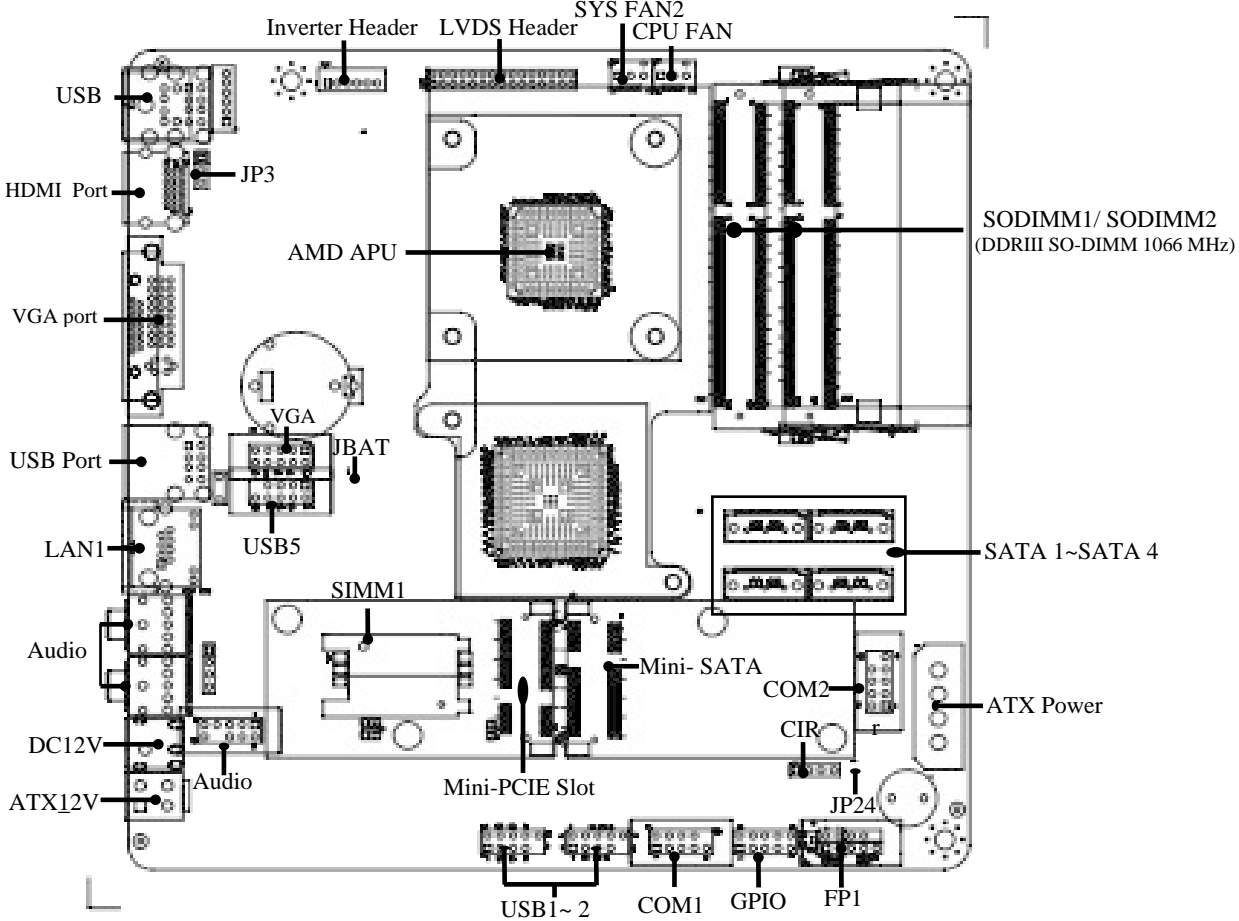 SYS FAN2
Inverter Header
LVDS Header
CPU FAN
USB
JP3
HDMI Port
SODIMM1/ SODIMM2
(DDRIII SO-DIMM 1066 MHz)
AMD APU
VGA port
VGA
JBAT
USB Port
USB5
LAN1
SATA 1~SATA 4
SIMM1
Audio
Mini- SATA
COM2
ATX Power
r
CIR
DC12V
Audio
Mini-PCIE Slot
ATX12V
JP24
USB1~ 2
COM1
GPIO
FP1